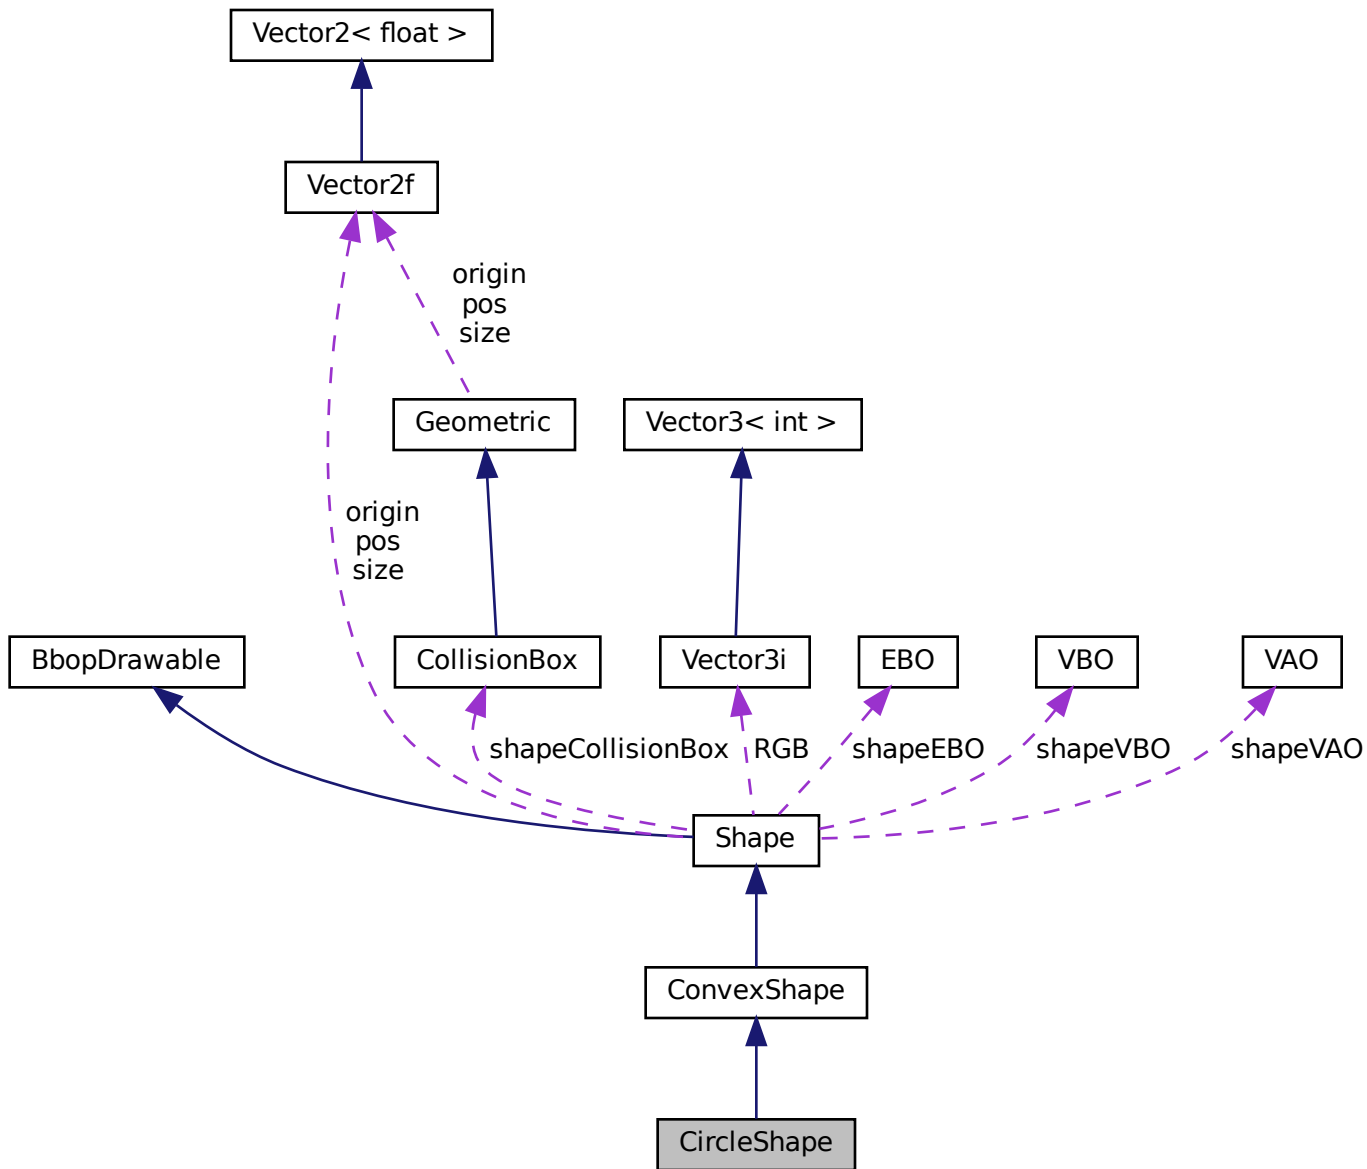 Vector2< float >
Vector2f
origin
pos
size
Geometric
Vector3< int >
origin
pos
size
BbopDrawable
CollisionBox
Vector3i
EBO
VBO
VAO
shapeCollisionBox
RGB
shapeEBO
shapeVBO
shapeVAO
Shape
ConvexShape
CircleShape